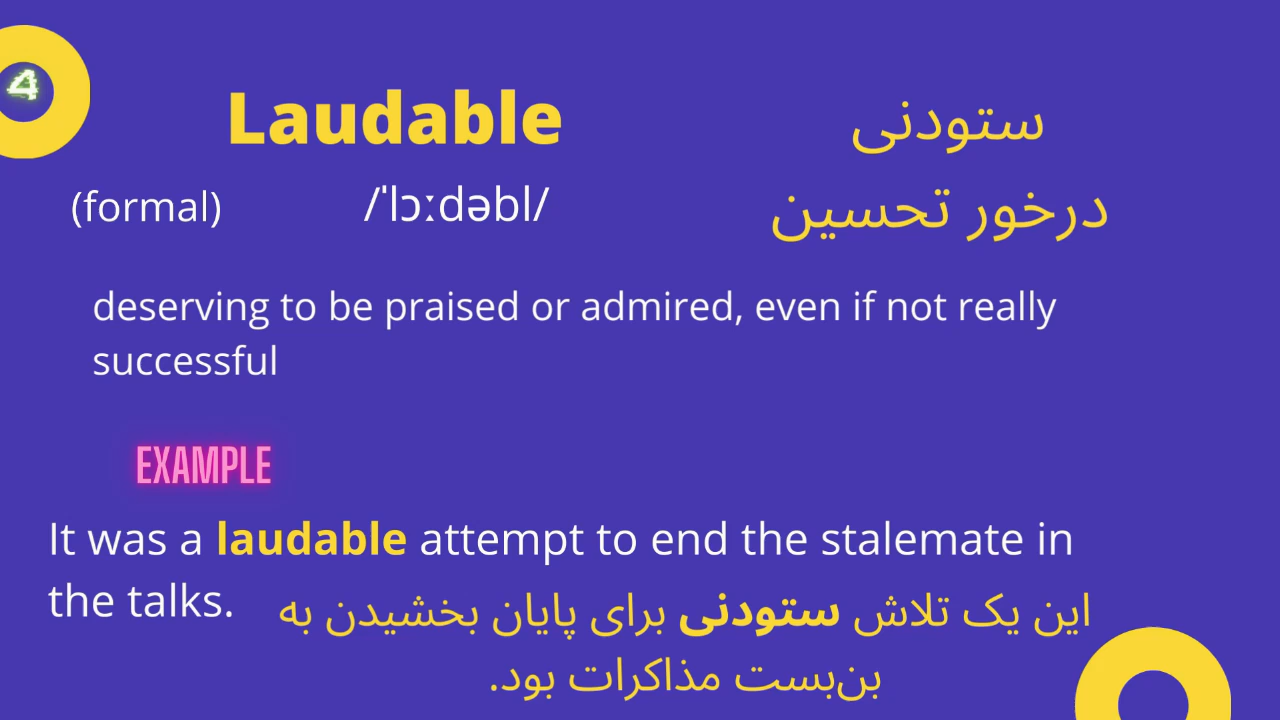 4
Laudable
ستودنی
(formal)
/ˈlɔːdəbl/
درخور تحسین
deserving to be praised or admired, even if not really
successful
EXAMPLE
It was a laudable attempt to end the stalemate in
the talks.
این یک تلاش ستودنی برای پایان بخشیدن به
بن‌بست مذاکرات بود.